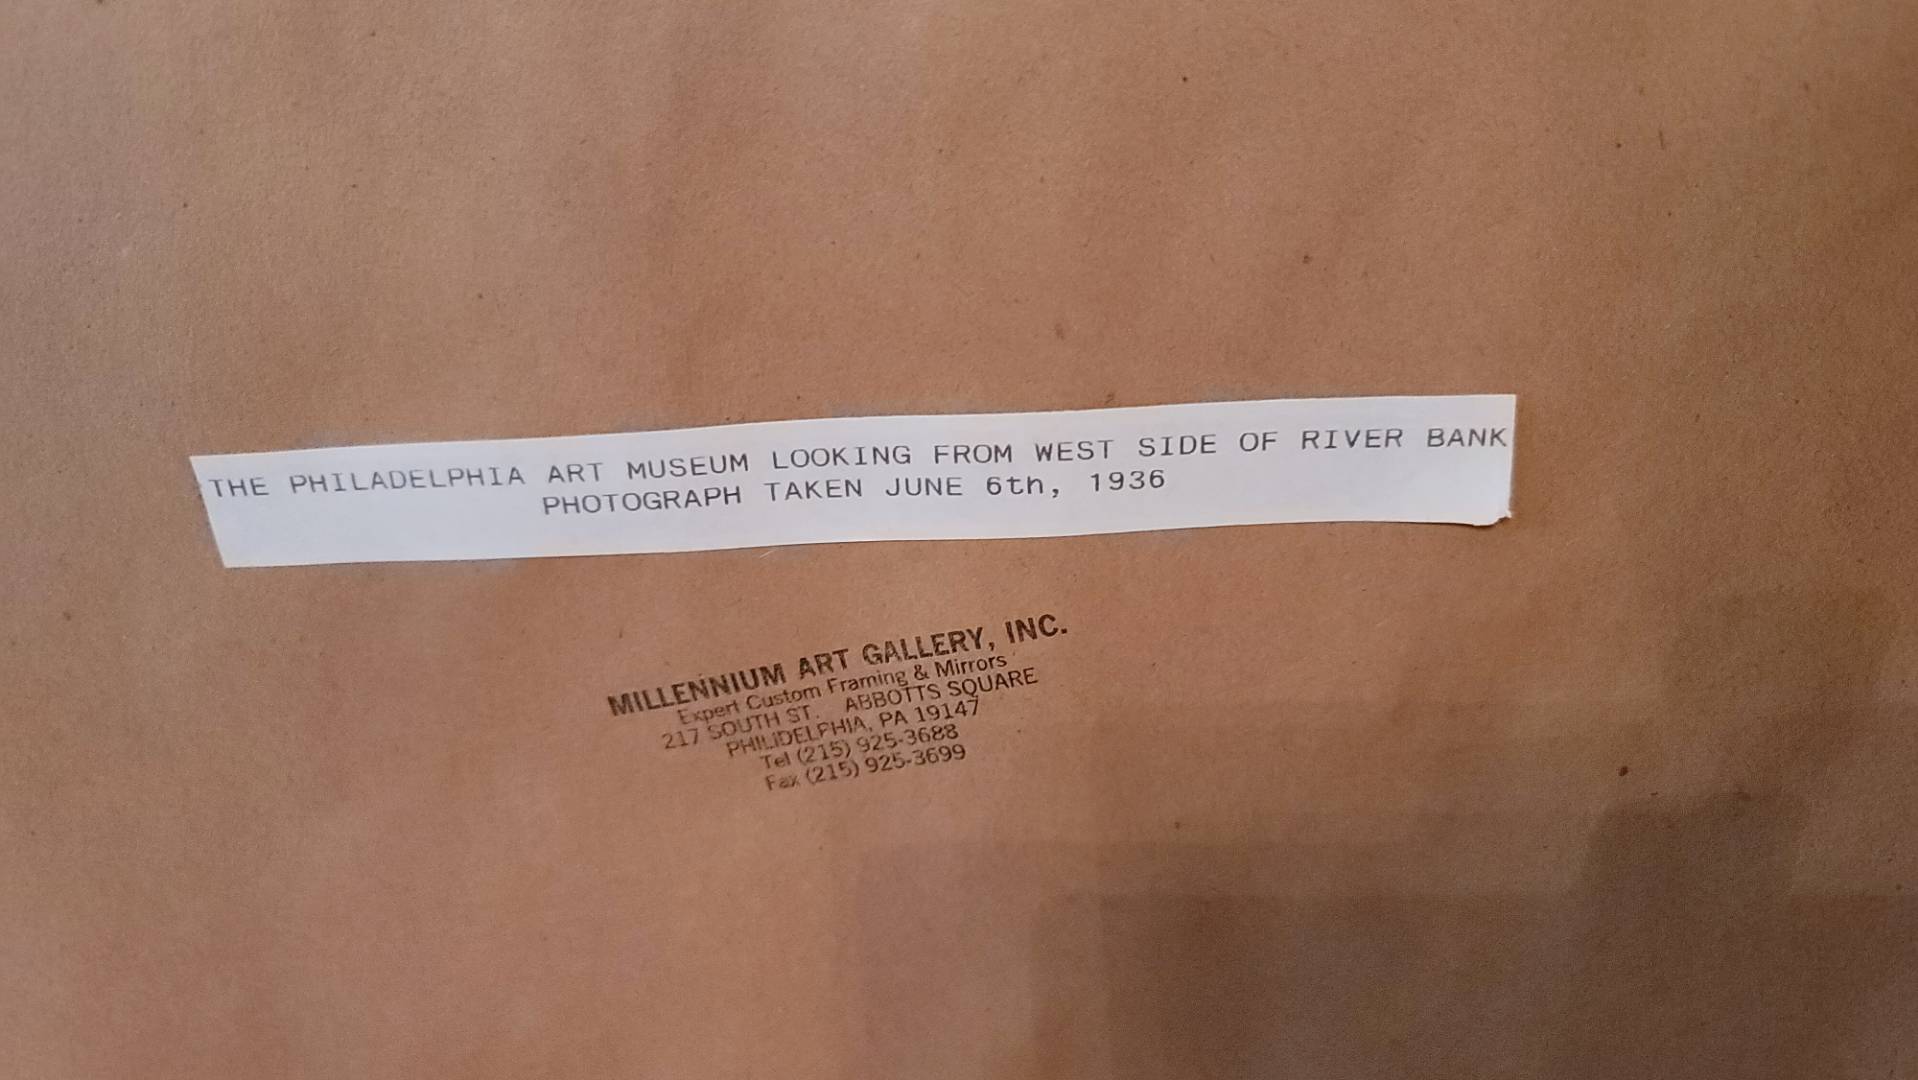 THE PHILADELPHIA ART MUSEUM LOOKING FROM WEST SIDE OF RIVER BANK
PHOTOGRAPH TAKEN JUNE 6th, 1936
MILLENNIUM ART GALLERY, INC.
Expert Custom Framing & Mirrors
217 SOUTH ST. ABBOTTS SQUARE
PHILIDELPHIA, PA 19147
Tel (215) 925-3688
Fax (215) 925-3699